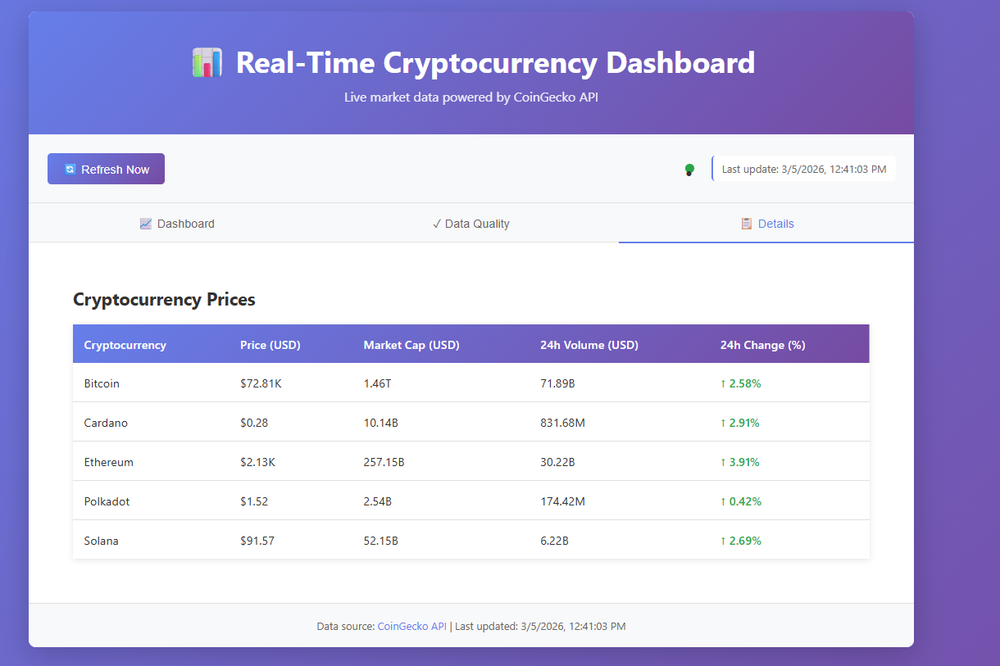 Real-Time Cryptocurrency Dashboard
Live market data powered by CoinGecko API
Refresh Now
Last update: 3/5/2026, 12:41:03 PM
Dashboard ✓ Data Quality Details
Cryptocurrency Prices
Cryptocurrency Price (USD) Market Cap (USD) 24h Volume (USD) 24h Change (%)
Bitcoin $72.81K 1.46T 71.89B ↑ 2.58%
Cardano $0.28 10.14B 831.68M ↑ 2.91%
Ethereum $2.13K 257.15B 30.22B ↑ 3.91%
Polkadot $1.52 2.54B 174.42M ↑ 0.42%
Solana $91.57 52.15B 6.22B ↑ 2.69%
Data source: CoinGecko API | Last updated: 3/5/2026, 12:41:03 PM